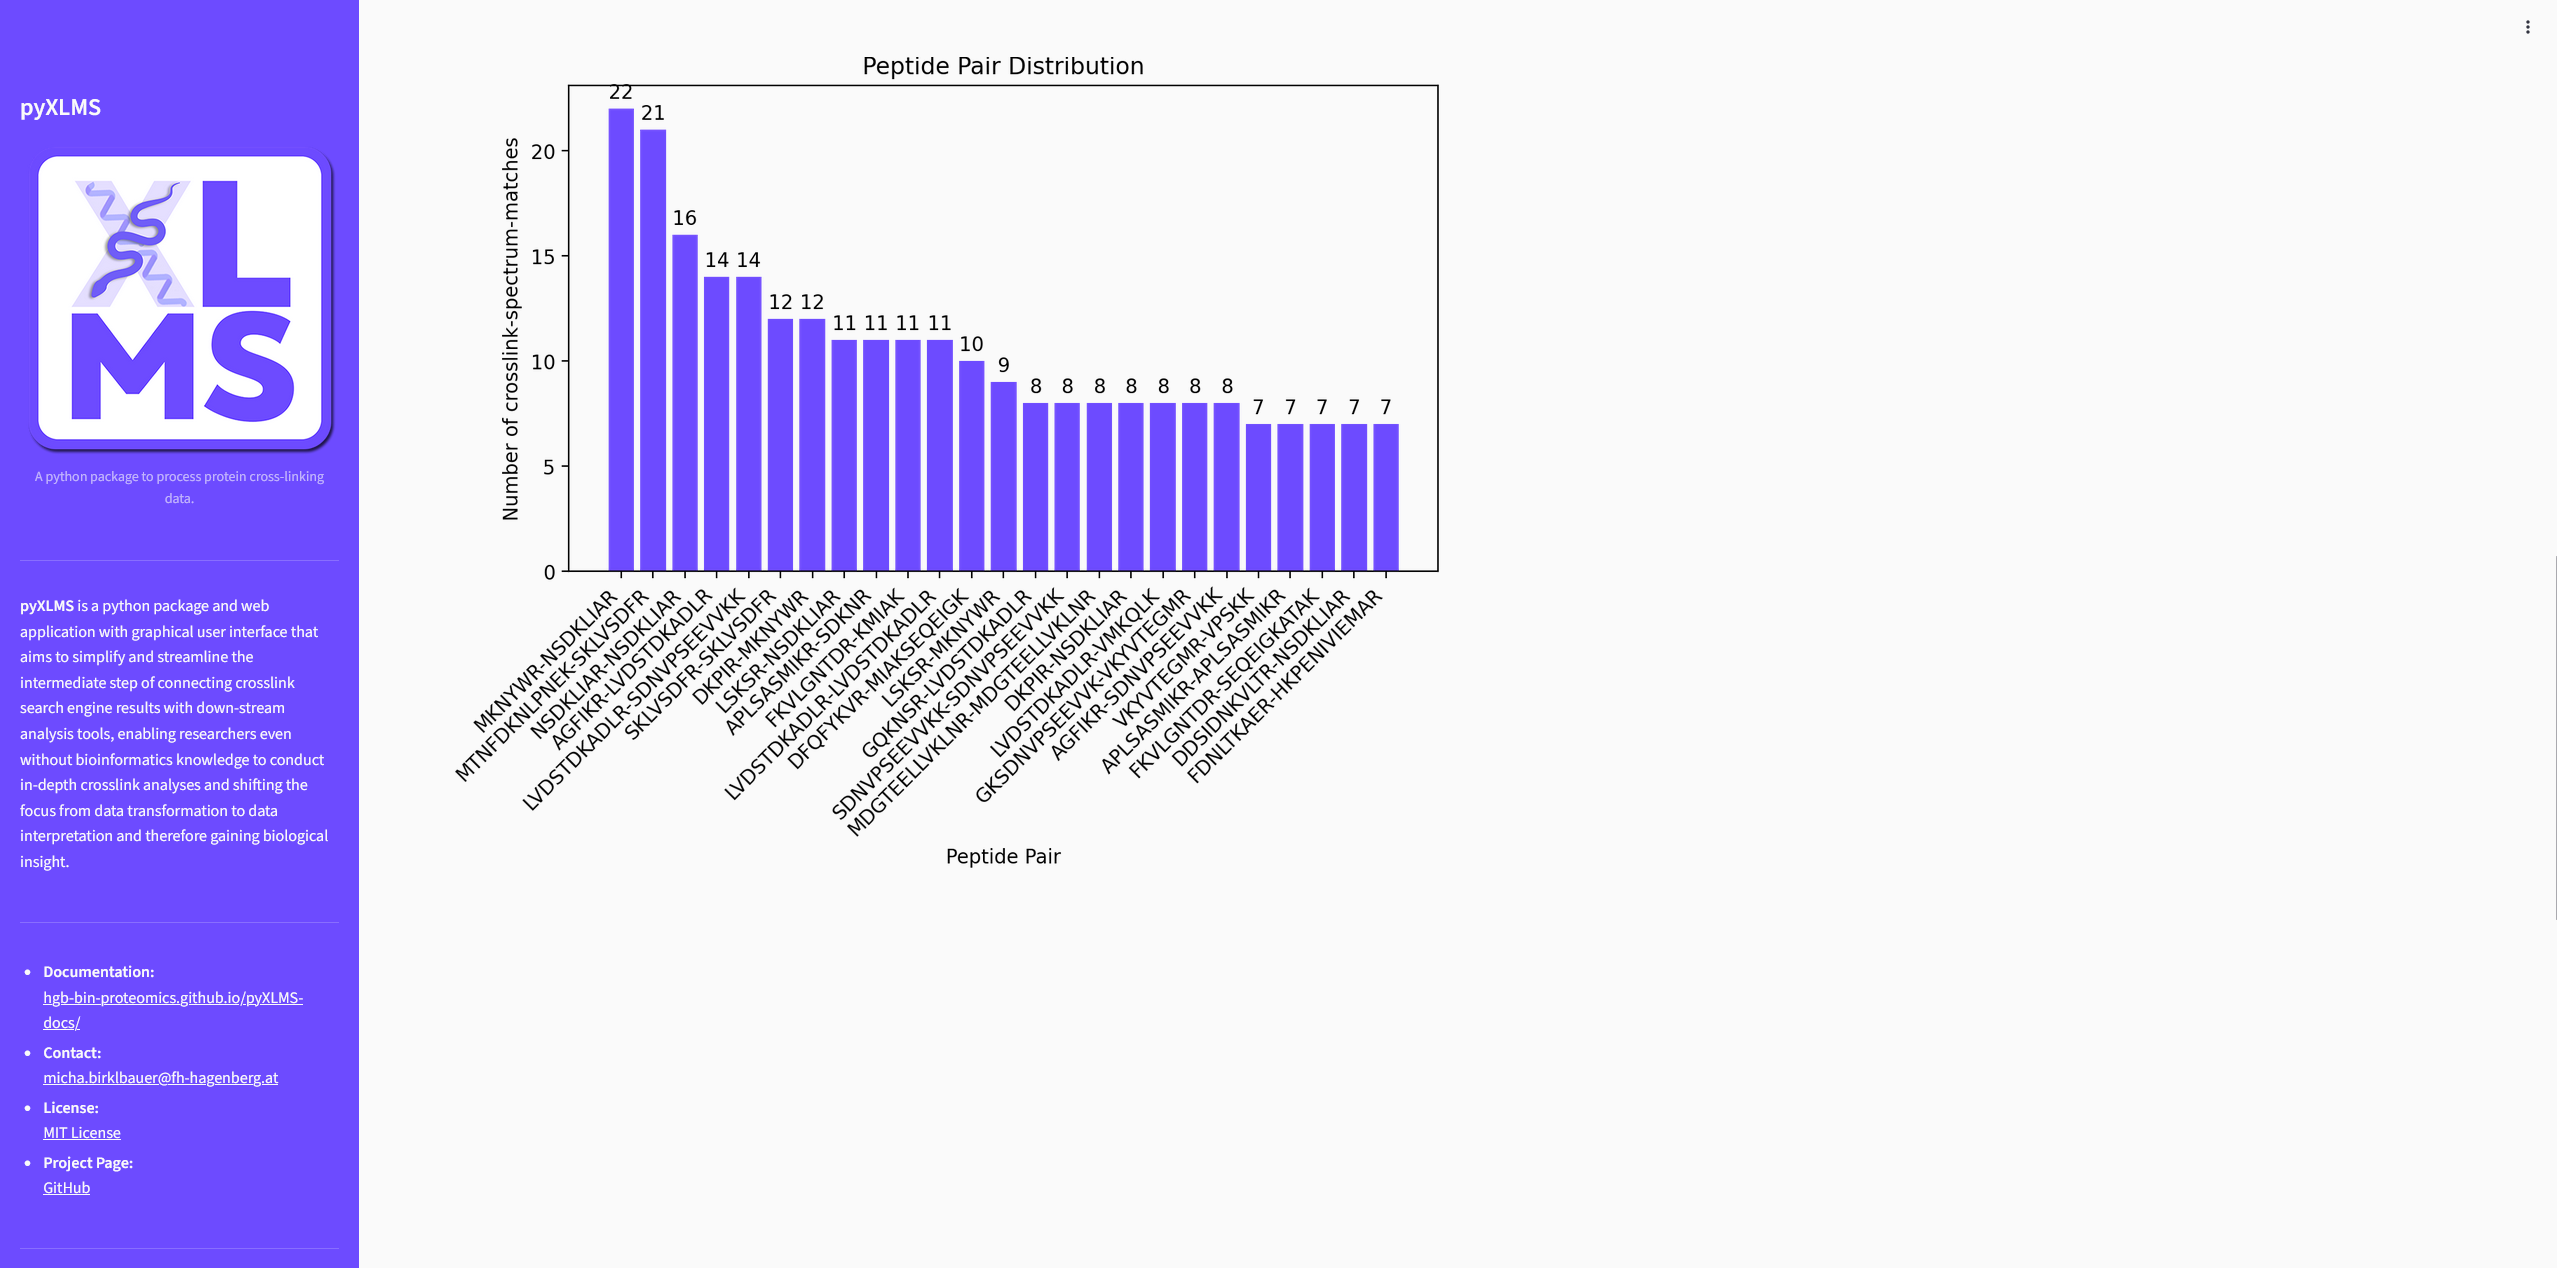 pyXLMS
XL
MS
A python package to process protein cross-linking
data.
pyXLMS is a python package and web
application with graphical user interface that
aims to simplify and streamline the
intermediate step of connecting crosslink
search engine results with down-stream
analysis tools, enabling researchers even
without bioinformatics knowledge to conduct
in-depth crosslink analyses and shifting the
focus from data transformation to data
interpretation and therefore gaining biological
insight.
Documentation:
hgb-bin-proteomics.github.io/pyXLMS-
docs/
Contact:
micha.birklbauer@fh-hagenberg.at
License:
MIT License
Project Page:
GitHub
Peptide Pair Distribution
Number of crosslink-spectrum-matches
20
15
10
5
0
22
21
16
14
14
12
12
11
11
11
11
10
9
8
8
8
8
8
8
8
7
7
7
7
7
MKNYWR-NSDKLIAR
MTNFDKNLPNEK-SKLVSDFR
NSDKLIAR-NSDKLIAR
AGFIKR-LVDSTDKADLR
LVDSTDKADLR-SDNVPSEEVVKK
SKLVSDFR-SKLVSDFR
DKPIR-MKNYWR
LSKSR-NSDKLIAR
APLSASMIKR-SDKNR
FKVLGNTDR-KMIAK
LVDSTDKADLR-LVDSTDKADLR
DFQFYKVR-MIAKSEQEIGK
LSKSR-MKNYWR
GQKNSR-LVDSTDKADLR
SDNVPSEEVVKK-SDNVPSEEVVKK
MDGTEELLVKLNR-MDGTEELLVKLNR
DKPIR-NSDKLIAR
LVDSTDKADLR-VMKQLK
GKSDNVPSEEVVK-VKYVTEGMR
AGFIKR-SDNVPSEEVVKK
VKYVTEGMR-VPSKK
APLSASMIKR-APLSASMIKR
FKVLGNTDR-SEQEIGKATAK
DDSIDNKVLTR-NSDKLIAR
FDNLTKAER-HKPENIVIEMAR
Peptide Pair